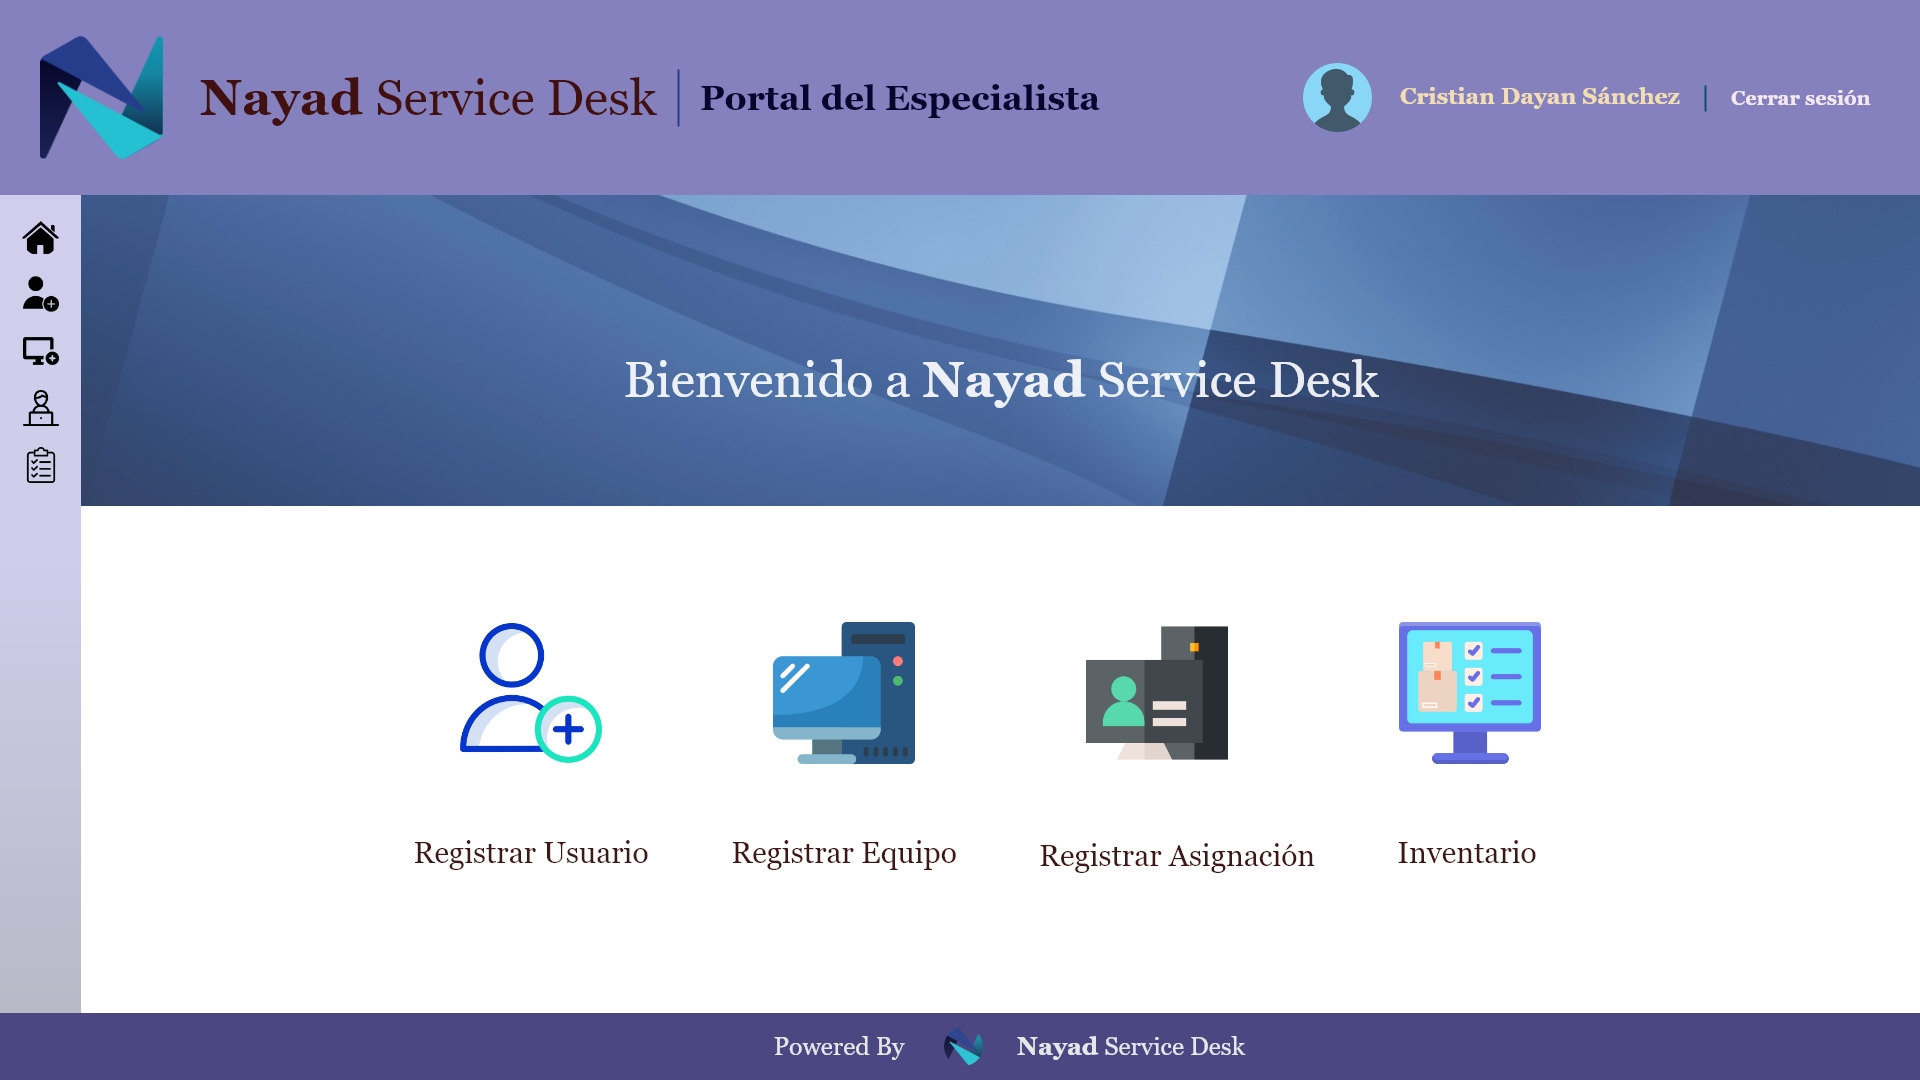 Nayad Service Desk
Portal del Especialista
Cristian Dayan Sánchez
Cerrar sesión
Bienvenido a Nayad Service Desk
Registrar Usuario
Registrar Equipo
Registrar Asignación
Inventario
Powered By
Nayad Service Desk